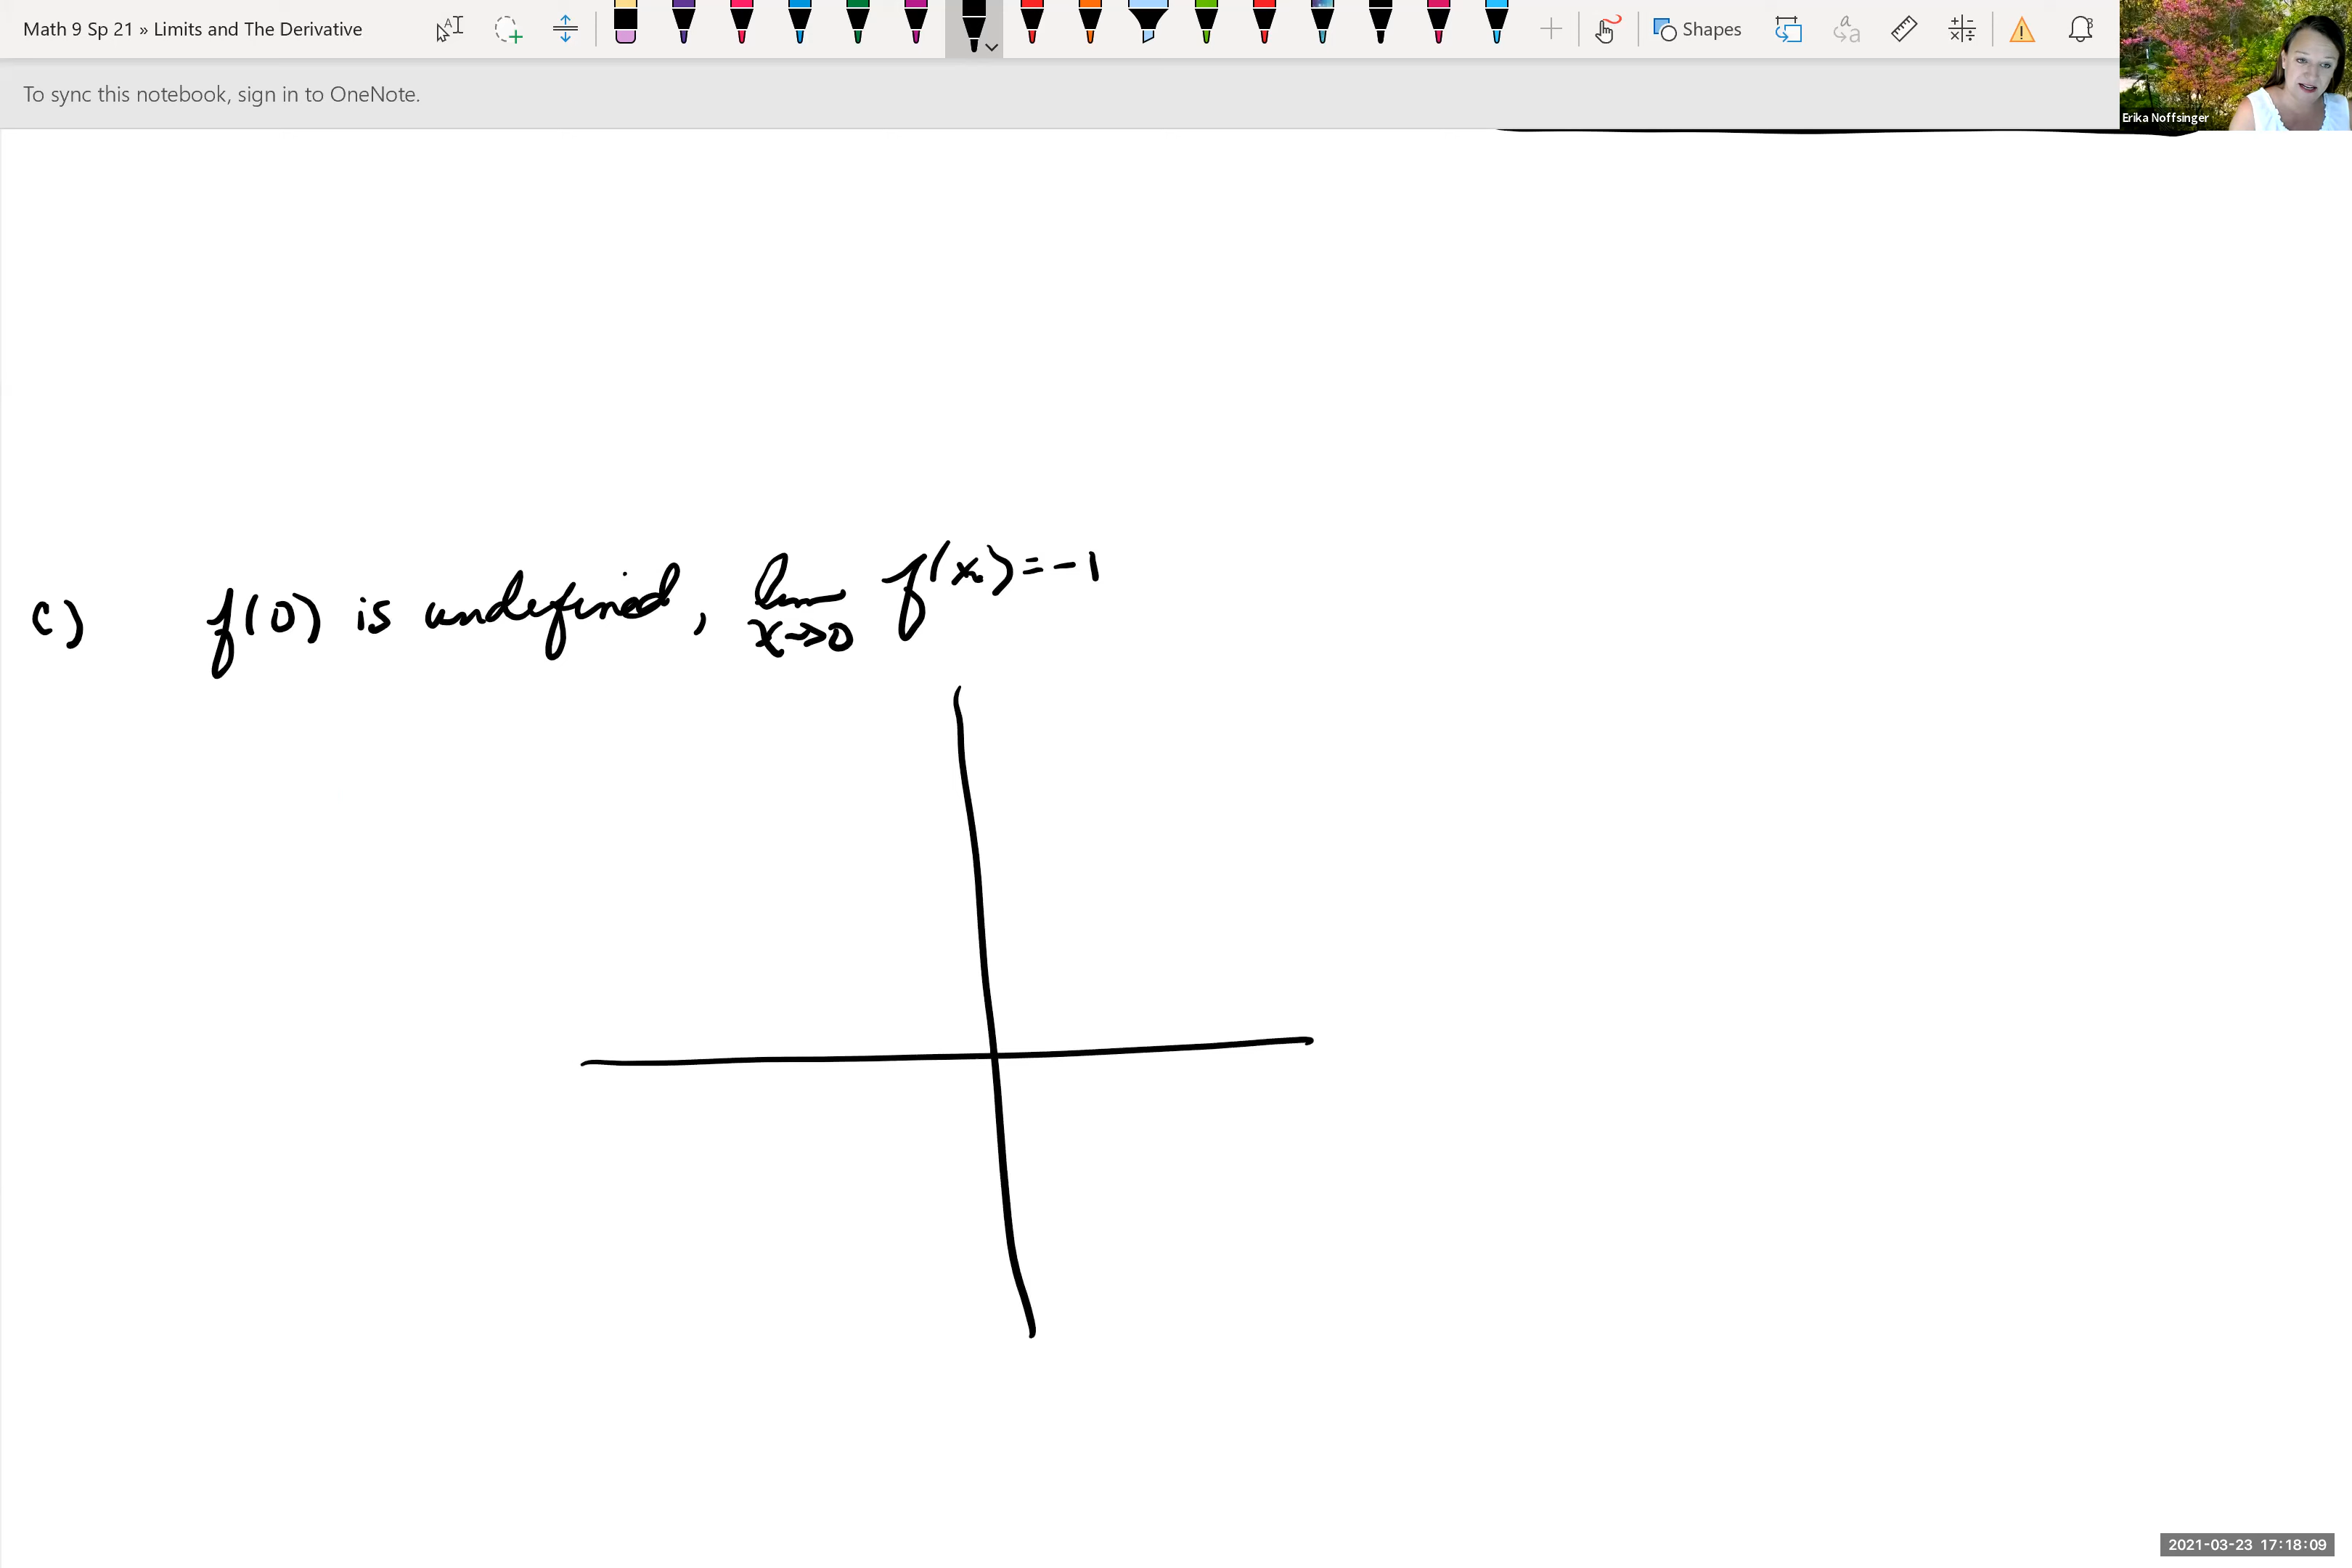 Math 9 Sp 21 » Limits and The Derivative
Shapes
3
To sync this notebook, sign in to OneNote.
Erika Noffsinger
c) f(0) is undefined, lim f(x) = -1
x→0
2021-03-23 17:18:09